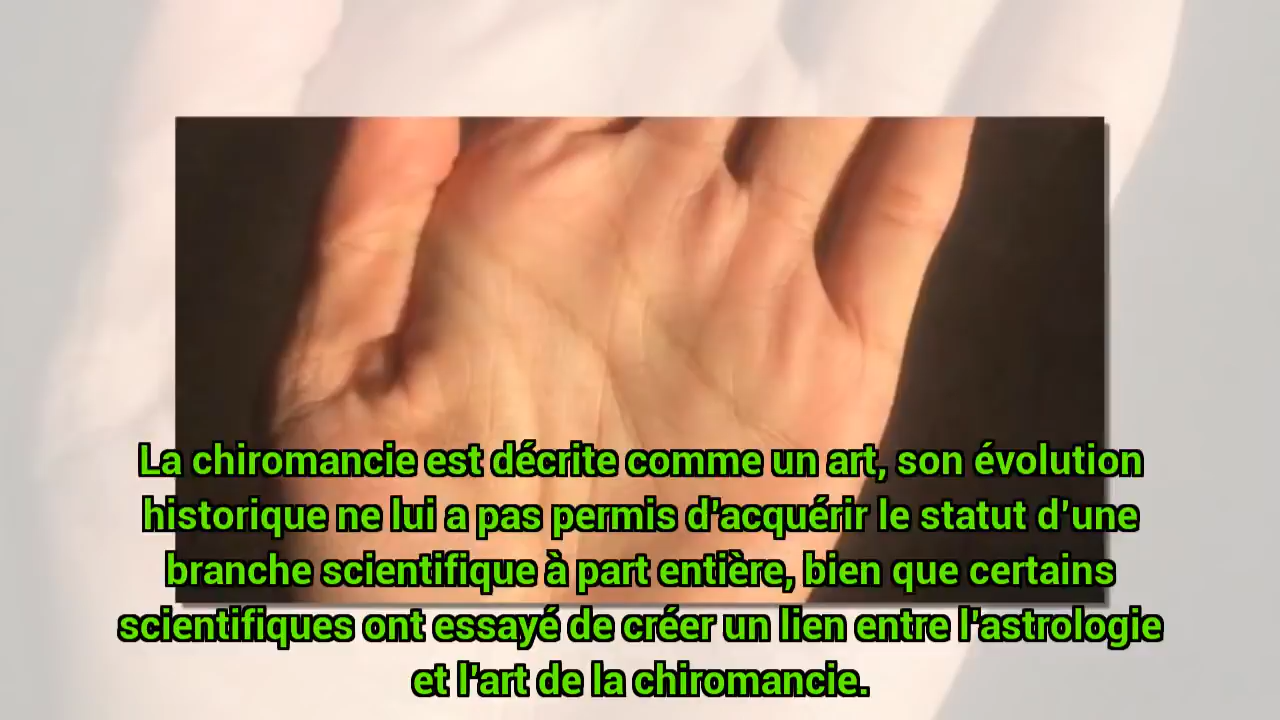 La chiromancie est décrite comme un art, son évolution
historique ne lui a pas permis d'acquérir le statut d'une
branche scientifique à part entière, bien que certains
scientifiques ont essayé de créer un lien entre l'astrologie
et l'art de la chiromancie.